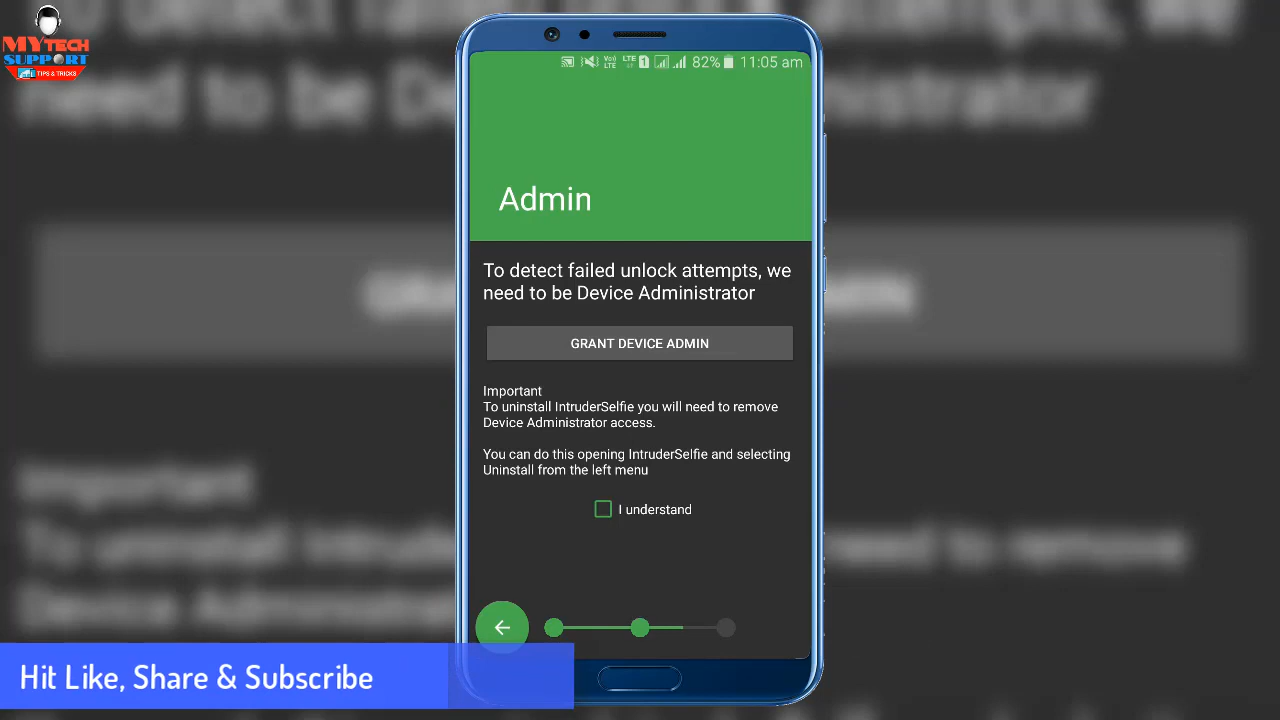 MYTECH
SUPPORT
TIPS & TRICKS
82%
11:05 am
Admin
To detect failed unlock attempts, we
need to be Device Administrator
GRANT DEVICE ADMIN
Important
To uninstall IntruderSelfie you will need to remove
Device Administrator access.
You can do this opening IntruderSelfie and selecting
Uninstall from the left menu
I understand
Hit Like, Share & Subscribe